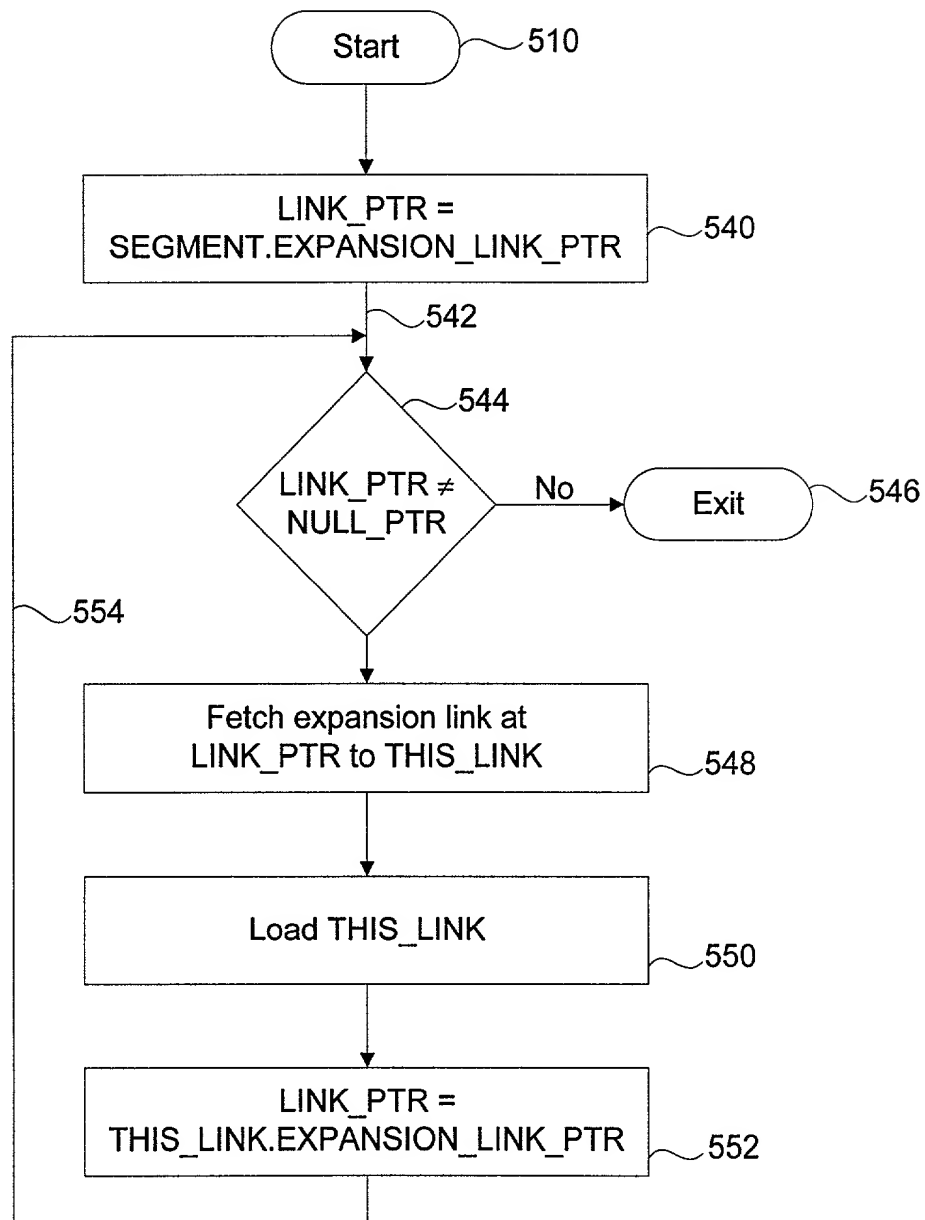 Start
510
LINK_PTR =
SEGMENT.EXPANSION_LINK_PTR
540
542
544
LINK_PTR ≠
NULL_PTR
No
Exit
546
554
Fetch expansion link at
LINK_PTR to THIS_LINK
548
Load THIS_LINK
550
LINK_PTR =
THIS_LINK.EXPANSION_LINK_PTR
552